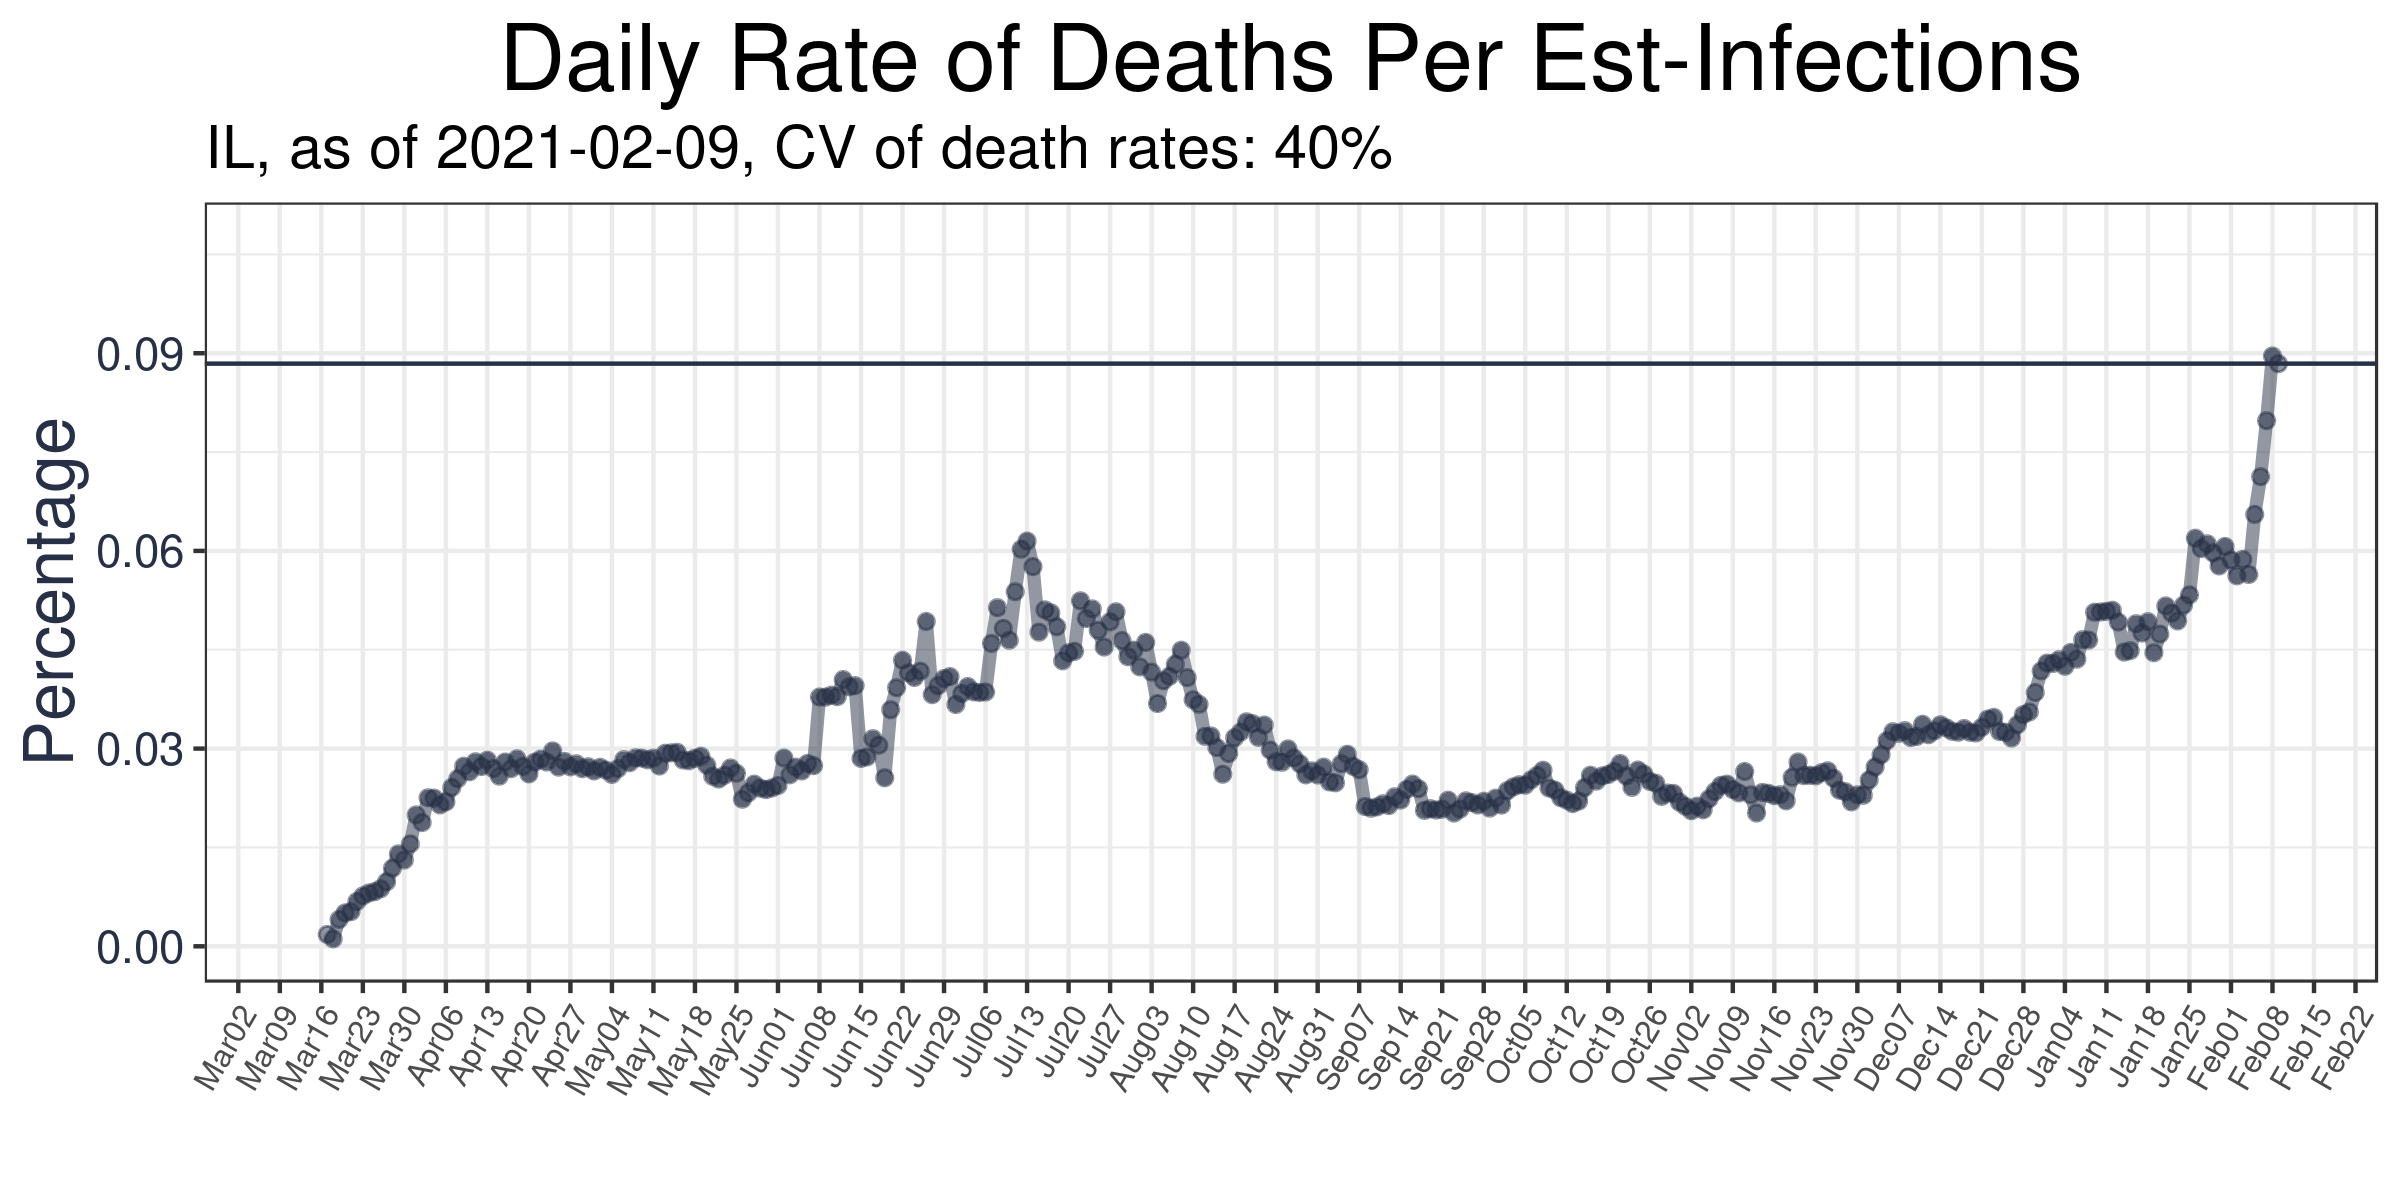 Daily Rate of Deaths Per Est-Infections
IL, as of 2021-02-09, CV of death rates: 40%
Percentage
0.09
0.06
0.03
0.00
Mar02
Mar09
Mar16
Mar23
Mar30
Apr06
Apr13
Apr20
Apr27
May04
May11
May18
May25
Jun01
Jun08
Jun15
Jun22
Jun29
Jul06
Jul13
Jul20
Jul27
Aug03
Aug10
Aug17
Aug24
Aug31
Sep07
Sep14
Sep21
Sep28
Oct05
Oct12
Oct19
Oct26
Nov02
Nov09
Nov16
Nov23
Nov30
Dec07
Dec14
Dec21
Dec28
Jan04
Jan11
Jan18
Jan25
Feb01
Feb08
Feb15
Feb22